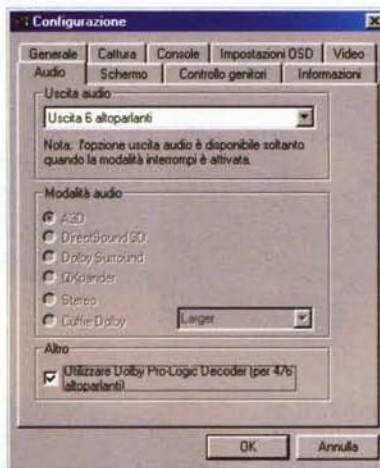 Configurazione
Generale Cattura Console Impostazioni OSD Video
Audio Schermo Controllo genitori Informazioni
Uscita audio
Uscita 6 altoparlanti
Nota: l'opzione uscita audio è disponibile soltanto
quando la modalità interrompi è attivata.
Modalità audio
A3D
DirectSound 3D
Dolby Surround
QXpander
Stereo
Cuffie Dolby Larger
Altro
Utilizzare Dolby Pro-Logic Decoder (per 4/6
altoparlanti)
OK Annulla